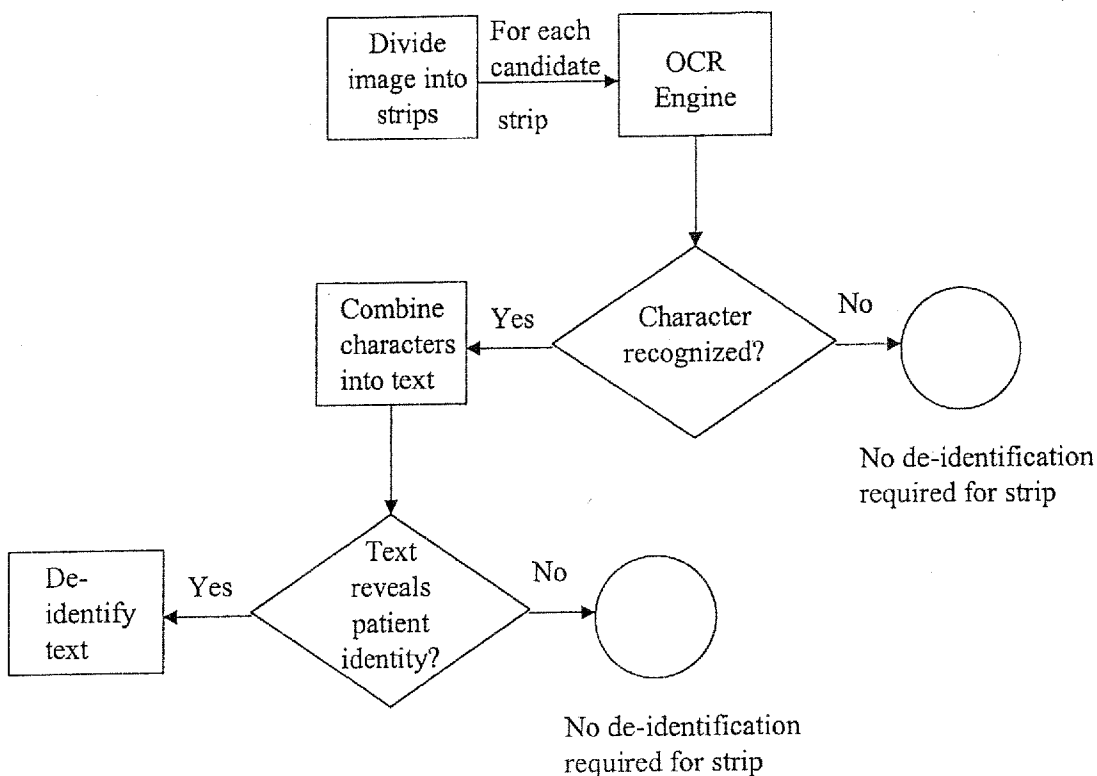 Divide
image into
strips
For each
candidate
strip
OCR
Engine
Character
recognized?
Yes
No
Combine
characters
into text
No de-identification
required for strip
Text
reveals
patient
identity?
Yes
No
De-
identify
text
No de-identification
required for strip